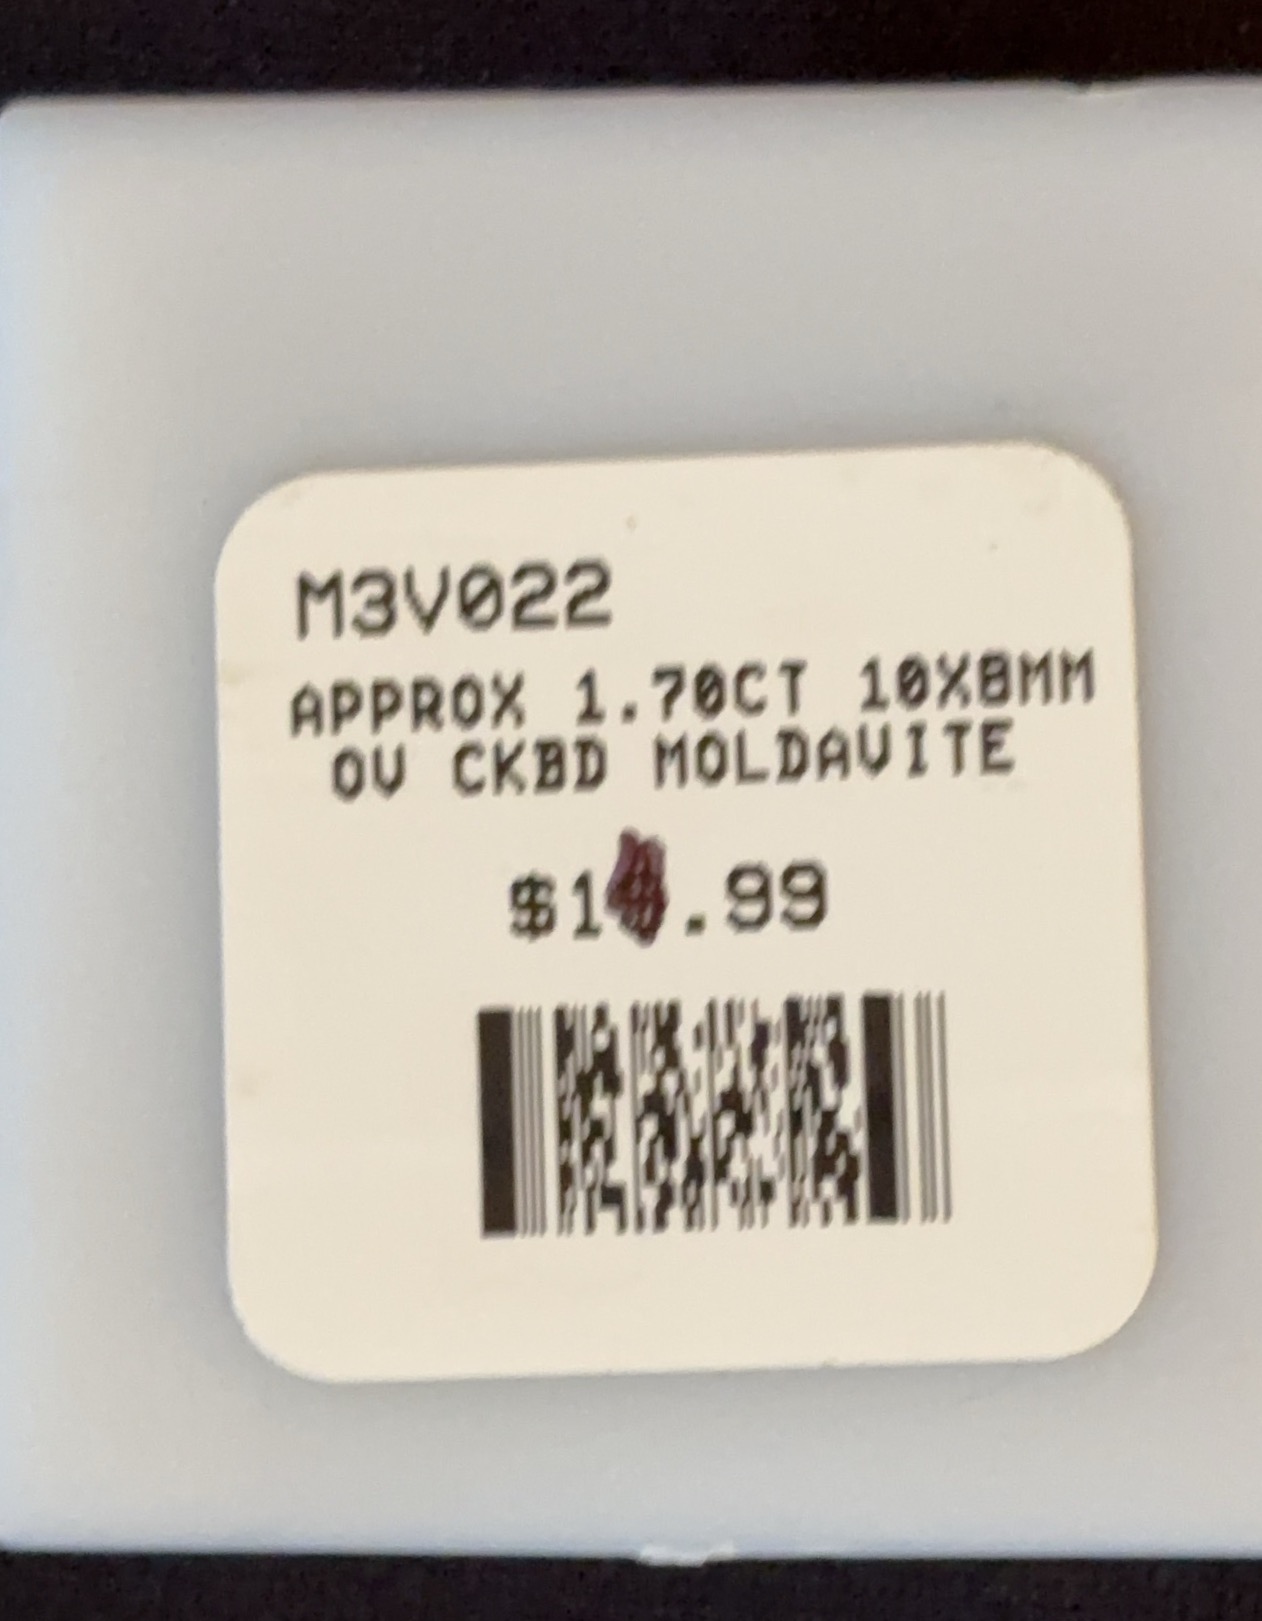 M3V022
APPROX 1.70CT 10X8MM
OV CKBD MOLDAVITE